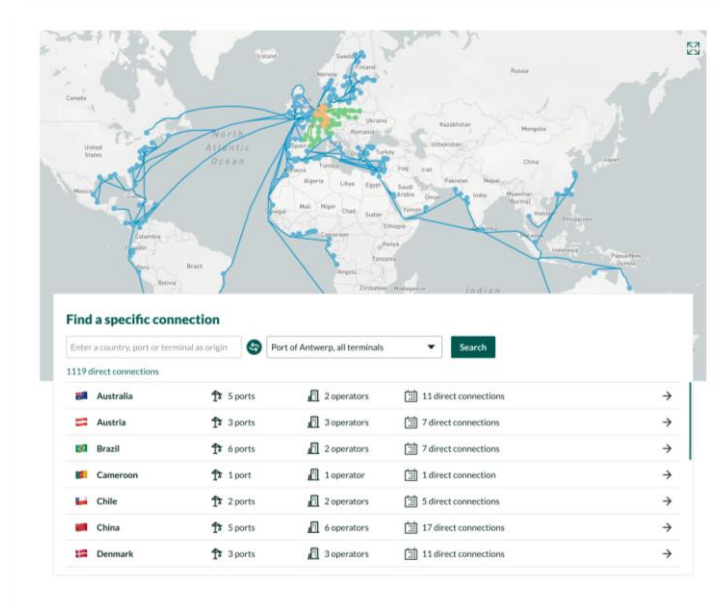 Iceland
Sweden
Finland
Norway
Russia
Canada
Ukraine
Kazakhstan
Mongolia
Romania
North
Atlantic
Ocean
United
States
Spain
Turkey
Uzbekistan
China
Japan
Tunisia
Iraq
Iran
Algeria
Libya
Egypt
Saudi
Arabia
Pakistan
Nepal
Mexico
Cuba
Oman
India
Myanmar
(Burma)
Mali
Niger
Chad
Sudan
Yemen
Vietnam
Philippines
Ethiopia
Colombia
Cameroon
Kenya
Ecuador
Indonesia
Papua New
Guinea
Tanzania
Peru
Brazil
Angola
Bolivia
Zimbabwe
Madagascar
Indian
Find a specific connection
Enter a country, port or terminal as origin
Port of Antwerp, all terminals
Search
1119 direct connections
Australia 5 ports 2 operators 11 direct connections
Austria 3 ports 3 operators 7 direct connections
Brazil 6 ports 2 operators 7 direct connections
Cameroon 1 port 1 operator 1 direct connection
Chile 2 ports 2 operators 5 direct connections
China 5 ports 6 operators 17 direct connections
Denmark 3 ports 3 operators 11 direct connections